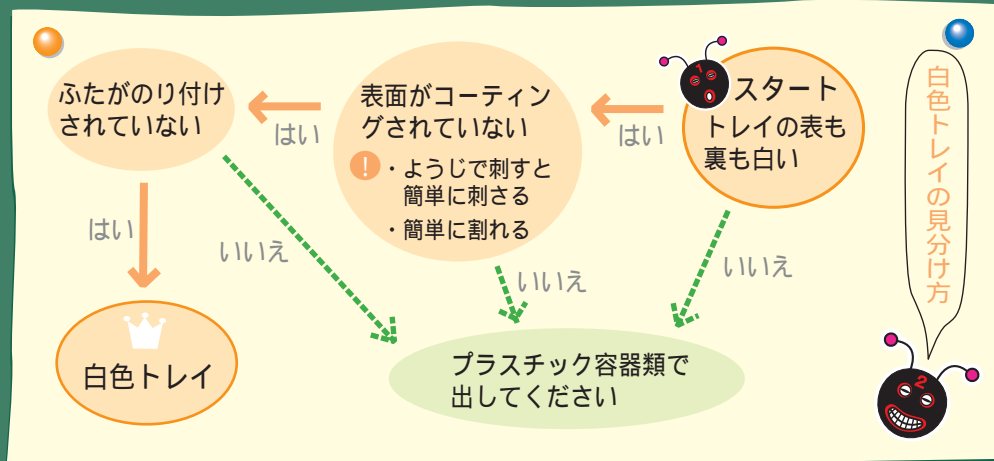 白色トレイの見分け方
1
スタート
トレイの表も
裏も白い
はい
いいえ
表面がコーティン
グされていない
!
・ようじで刺すと
簡単に刺さる
・簡単に割れる
はい
いいえ
ふたがのり付け
されていない
はい
いいえ
白色トレイ
プラスチック容器類で
出してください
2